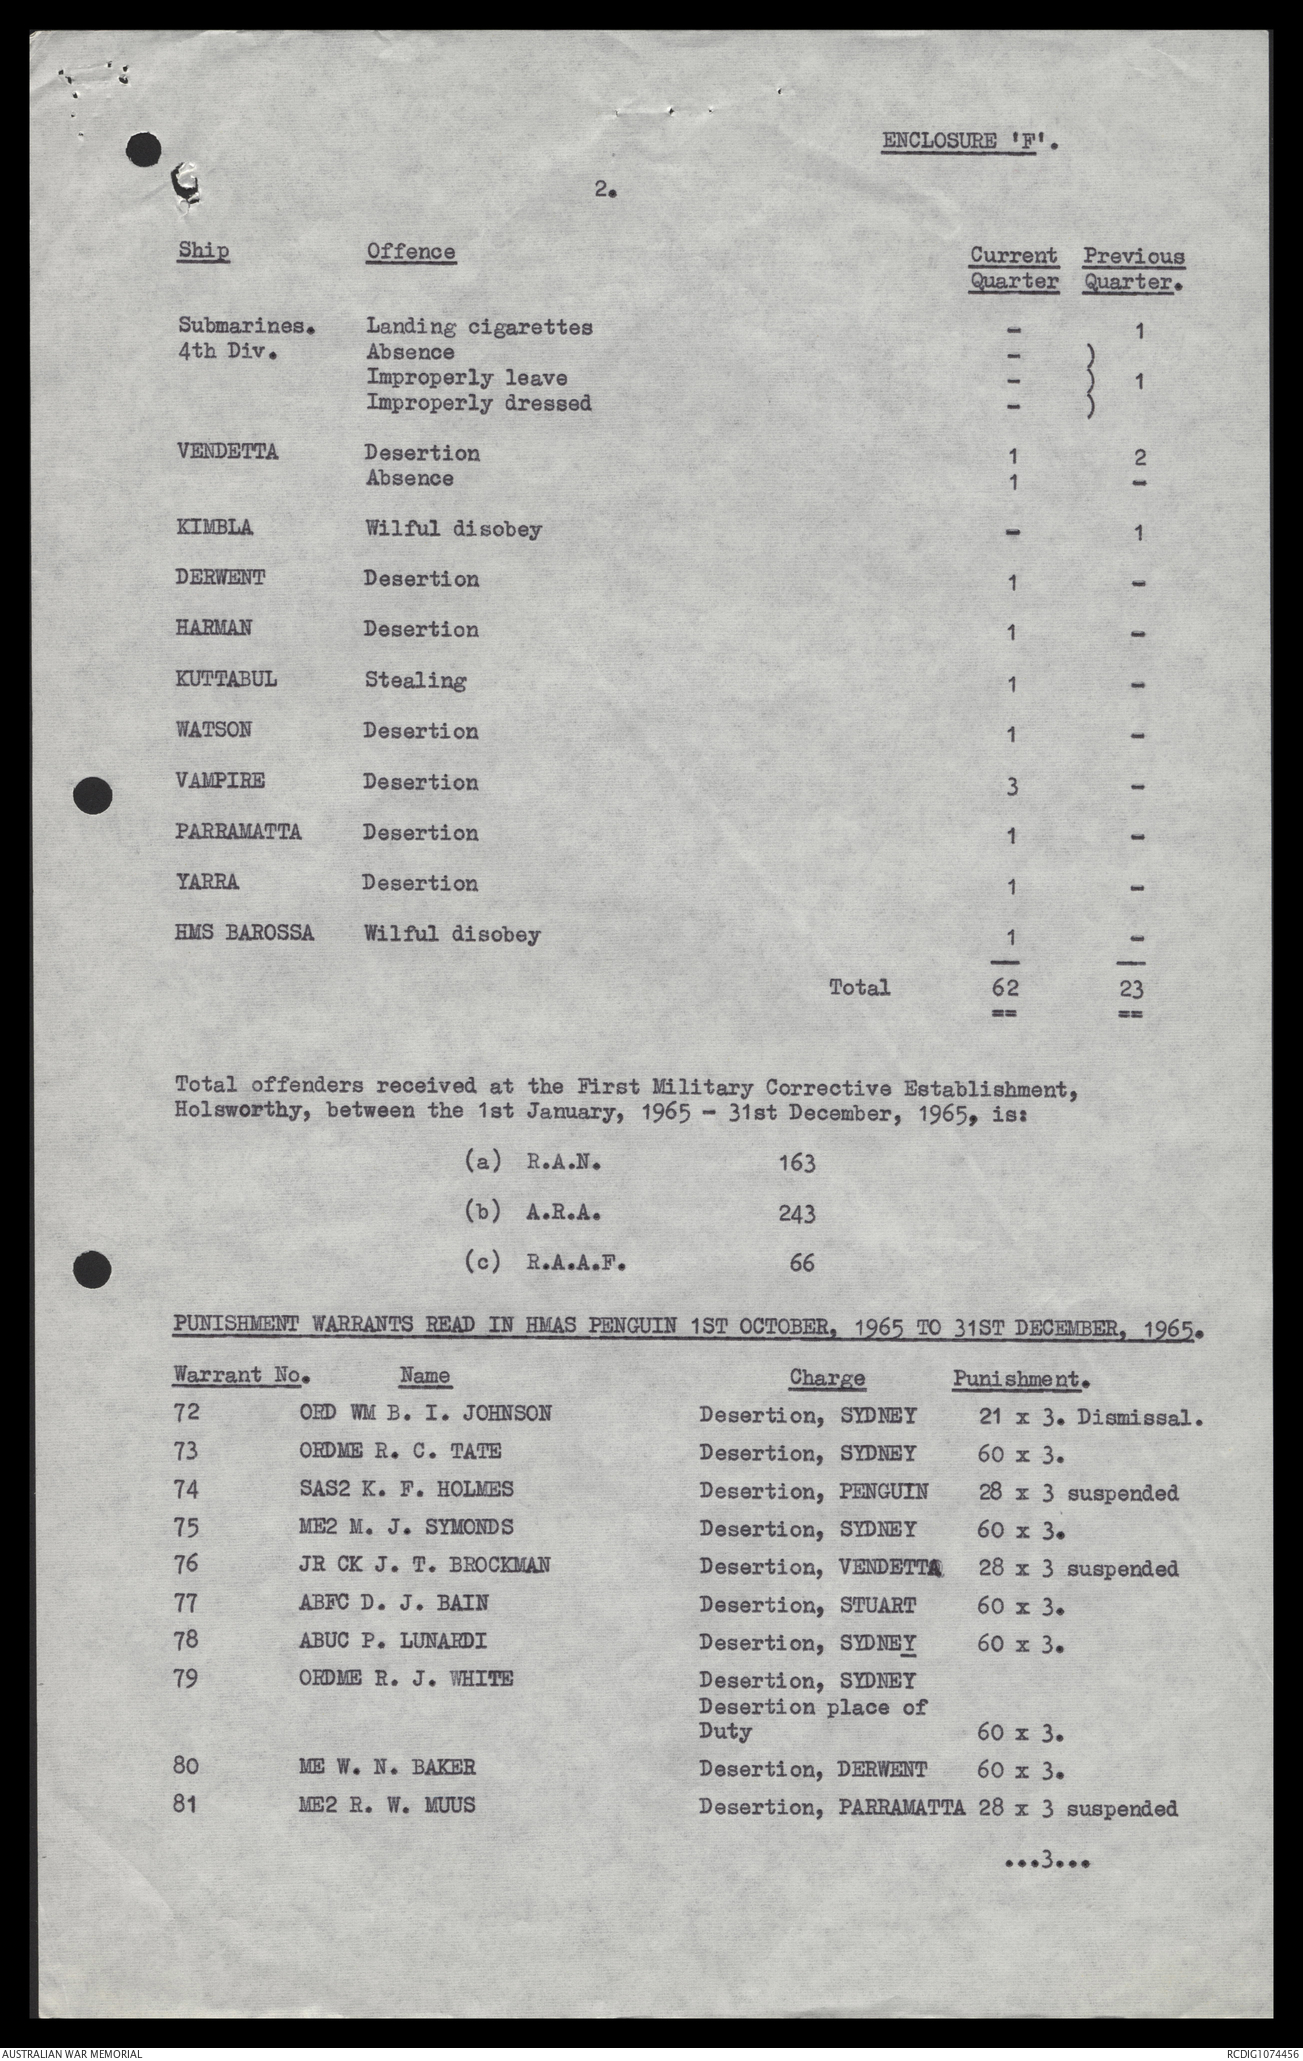 ENCLOSURE 'F'.
2.
Ship Offence Current Previous
Quarter Quarter.
Submarines. Landing cigarettes - 1
4th Div. Absence - )
Improperly leave - ) 1
Improperly dressed - )
VENDETTA Desertion 1 2
Absence 1 -
KIMBLA Wilful disobey - 1
DERWENT Desertion 1 -
HARMAN Desertion 1 -
KUTTABUL Stealing 1 -
WATSON Desertion 1 -
VAMPIRE Desertion 3 -
PARRAMATTA Desertion 1 -
YARRA Desertion 1 -
HMS BAROSSA Wilful disobey 1 -
Total 62 23
== ==
Total offenders received at the First Military Corrective Establishment,
Holsworthy, between the 1st January, 1965 - 31st December, 1965, is:
(a) R.A.N. 163
(b) A.R.A. 243
(c) R.A.A.F. 66
PUNISHMENT WARRANTS READ IN HMAS PENGUIN 1ST OCTOBER, 1965 TO 31ST DECEMBER, 1965.
Warrant No. Name Charge Punishment.
72 ORD WM B. I. JOHNSON Desertion, SYDNEY 21 x 3. Dismissal.
73 ORDME R. C. TATE Desertion, SYDNEY 60 x 3.
74 SAS2 K. F. HOLMES Desertion, PENGUIN 28 x 3 suspended
75 ME2 M. J. SYMONDS Desertion, SYDNEY 60 x 3.
76 JR CK J. T. BROCKMAN Desertion, VENDETTA 28 x 3 suspended
77 ABFC D. J. BAIN Desertion, STUART 60 x 3.
78 ABUC P. LUNARDI Desertion, SYDNEY 60 x 3.
79 ORDME R. J. WHITE Desertion, SYDNEY
Desertion place of
Duty 60 x 3.
80 ME W. N. BAKER Desertion, DERWENT 60 x 3.
81 ME2 R. W. MUUS Desertion, PARRAMATTA 28 x 3 suspended
...3...
AUSTRALIAN WAR MEMORIAL RCDIG1074456